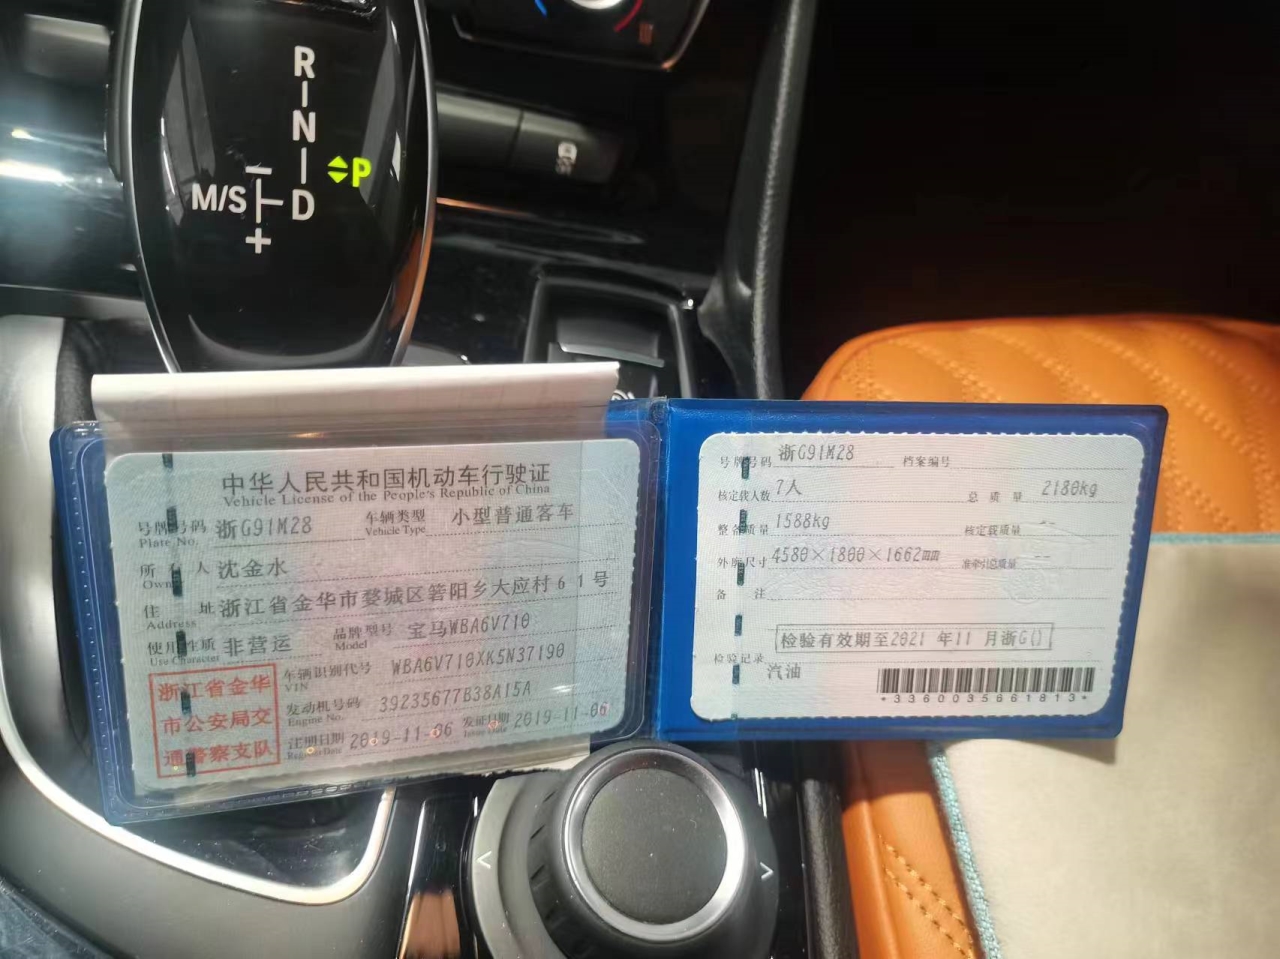 R
N
P
M/S
D
+
中华人民共和国机动车行驶证
Vehicle License of the People's Republic of China
号牌号码 浙G91M28 车辆类型 小型普通客车
Plate No. Vehicle Type
所有人 沈金水
Owner
住址 浙江省金华市婺城区箬阳乡大应村61号
Address
使用性质 非营运 品牌型号 宝马WBA6V710
Use Character Model
浙江省金华
市公安局交
通警察支队
车辆识别代号 WBA6V710XK5N37190
VIN
发动机号码 39235677B38A15A
Engine No.
注册日期 2019-11-06 发证日期 2019-11-06
Register Date Issue Date
号牌号码 浙G91M28 档案编号
核定载人数 7人 总质量 2180kg
整备质量 1588kg 核定载质量 --
外廓尺寸 4580×1800×1662mm 准牵引总质量 --
备注
检验有效期至2021年11月浙G()
检验记录
汽油
*3360035661813*
< >